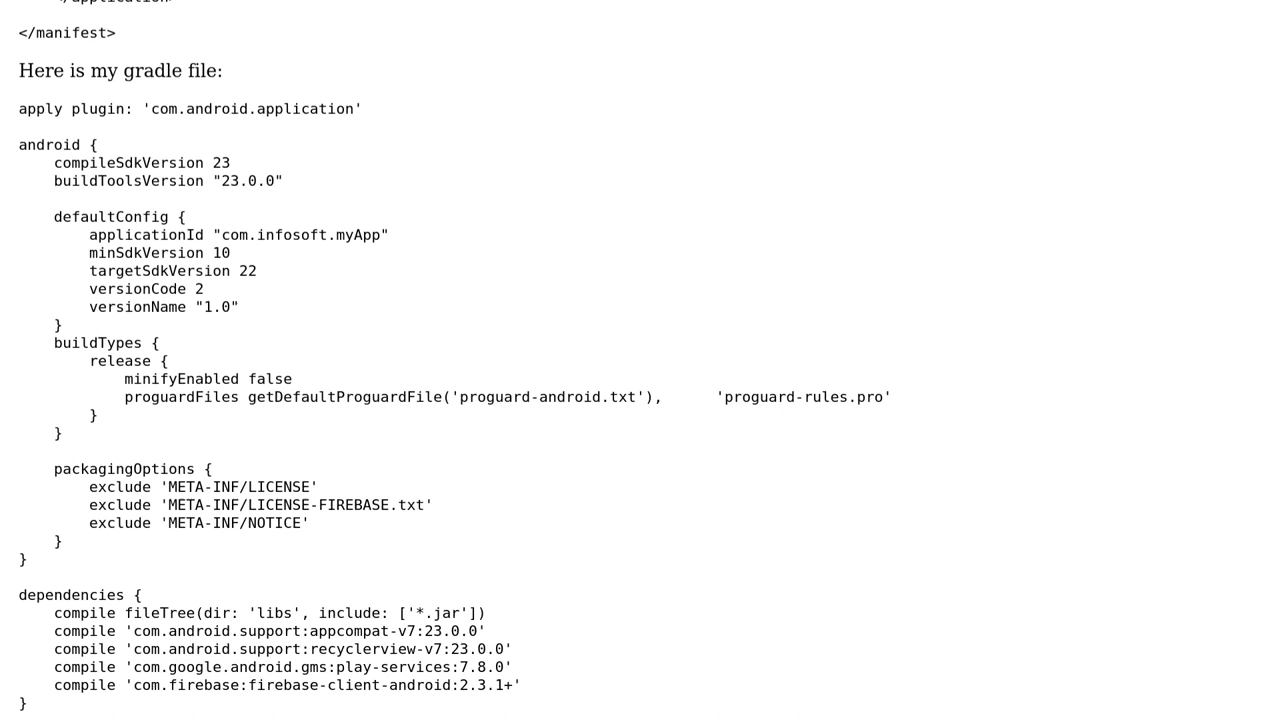 </application>
</manifest>
Here is my gradle file:
apply plugin: 'com.android.application'
android {
    compileSdkVersion 23
    buildToolsVersion "23.0.0"
    defaultConfig {
        applicationId "com.infosoft.myApp"
        minSdkVersion 10
        targetSdkVersion 22
        versionCode 2
        versionName "1.0"
    }
    buildTypes {
        release {
            minifyEnabled false
            proguardFiles getDefaultProguardFile('proguard-android.txt'),      'proguard-rules.pro'
        }
    }
    packagingOptions {
        exclude 'META-INF/LICENSE'
        exclude 'META-INF/LICENSE-FIREBASE.txt'
        exclude 'META-INF/NOTICE'
    }
}
dependencies {
    compile fileTree(dir: 'libs', include: ['*.jar'])
    compile 'com.android.support:appcompat-v7:23.0.0'
    compile 'com.android.support:recyclerview-v7:23.0.0'
    compile 'com.google.android.gms:play-services:7.8.0'
    compile 'com.firebase:firebase-client-android:2.3.1+'
}